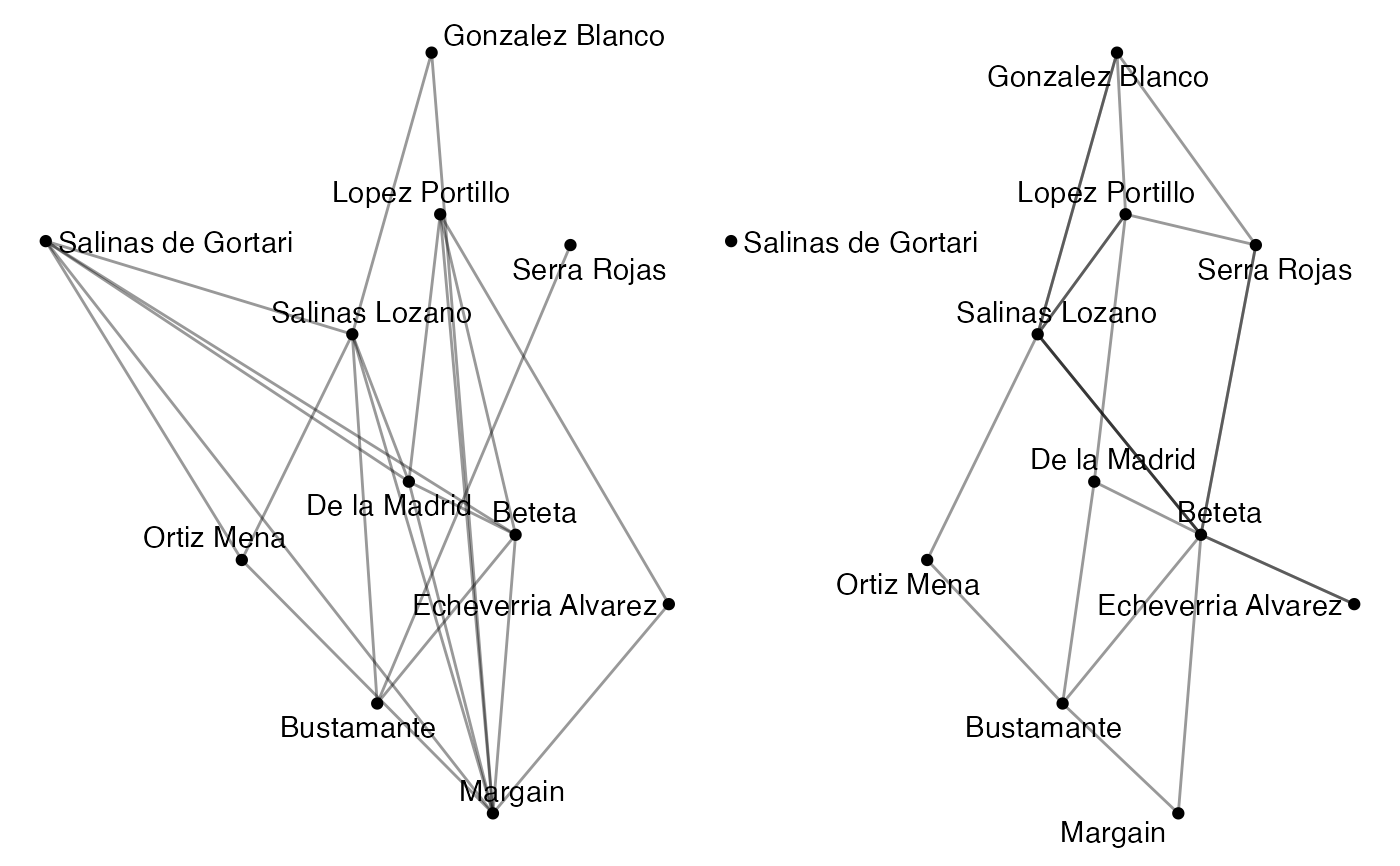 Gonzalez Blanco
Lopez Portillo
Salinas de Gortari
Serra Rojas
Salinas Lozano
De la Madrid
Beteta
Ortiz Mena
Echeverria Alvarez
Bustamante
Margain
Gonzalez Blanco
Lopez Portillo
Salinas de Gortari
Serra Rojas
Salinas Lozano
De la Madrid
Beteta
Ortiz Mena
Echeverria Alvarez
Bustamante
Margain